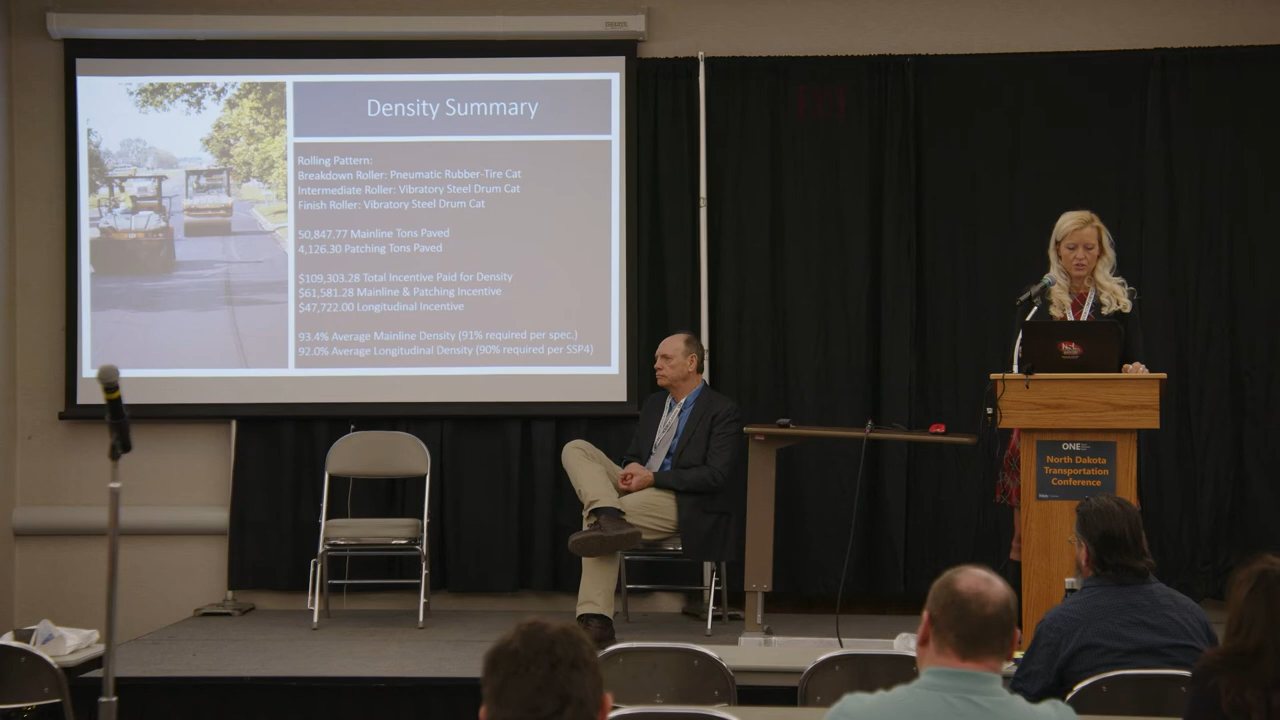 Density Summary
Rolling Pattern:
Breakdown Roller: Pneumatic Rubber-Tire Cat
Intermediate Roller: Vibratory Steel Drum Cat
Finish Roller: Vibratory Steel Drum Cat
50,847.77 Mainline Tons Paved
4,126.30 Patching Tons Paved
$109,303.28 Total Incentive Paid for Density
$61,581.28 Mainline & Patching Incentive
$47,722.00 Longitudinal Incentive
93.4% Average Mainline Density (91% required per spec.)
92.0% Average Longitudinal Density (90% required per SSP4)
ONE
North Dakota
Transportation
Conference